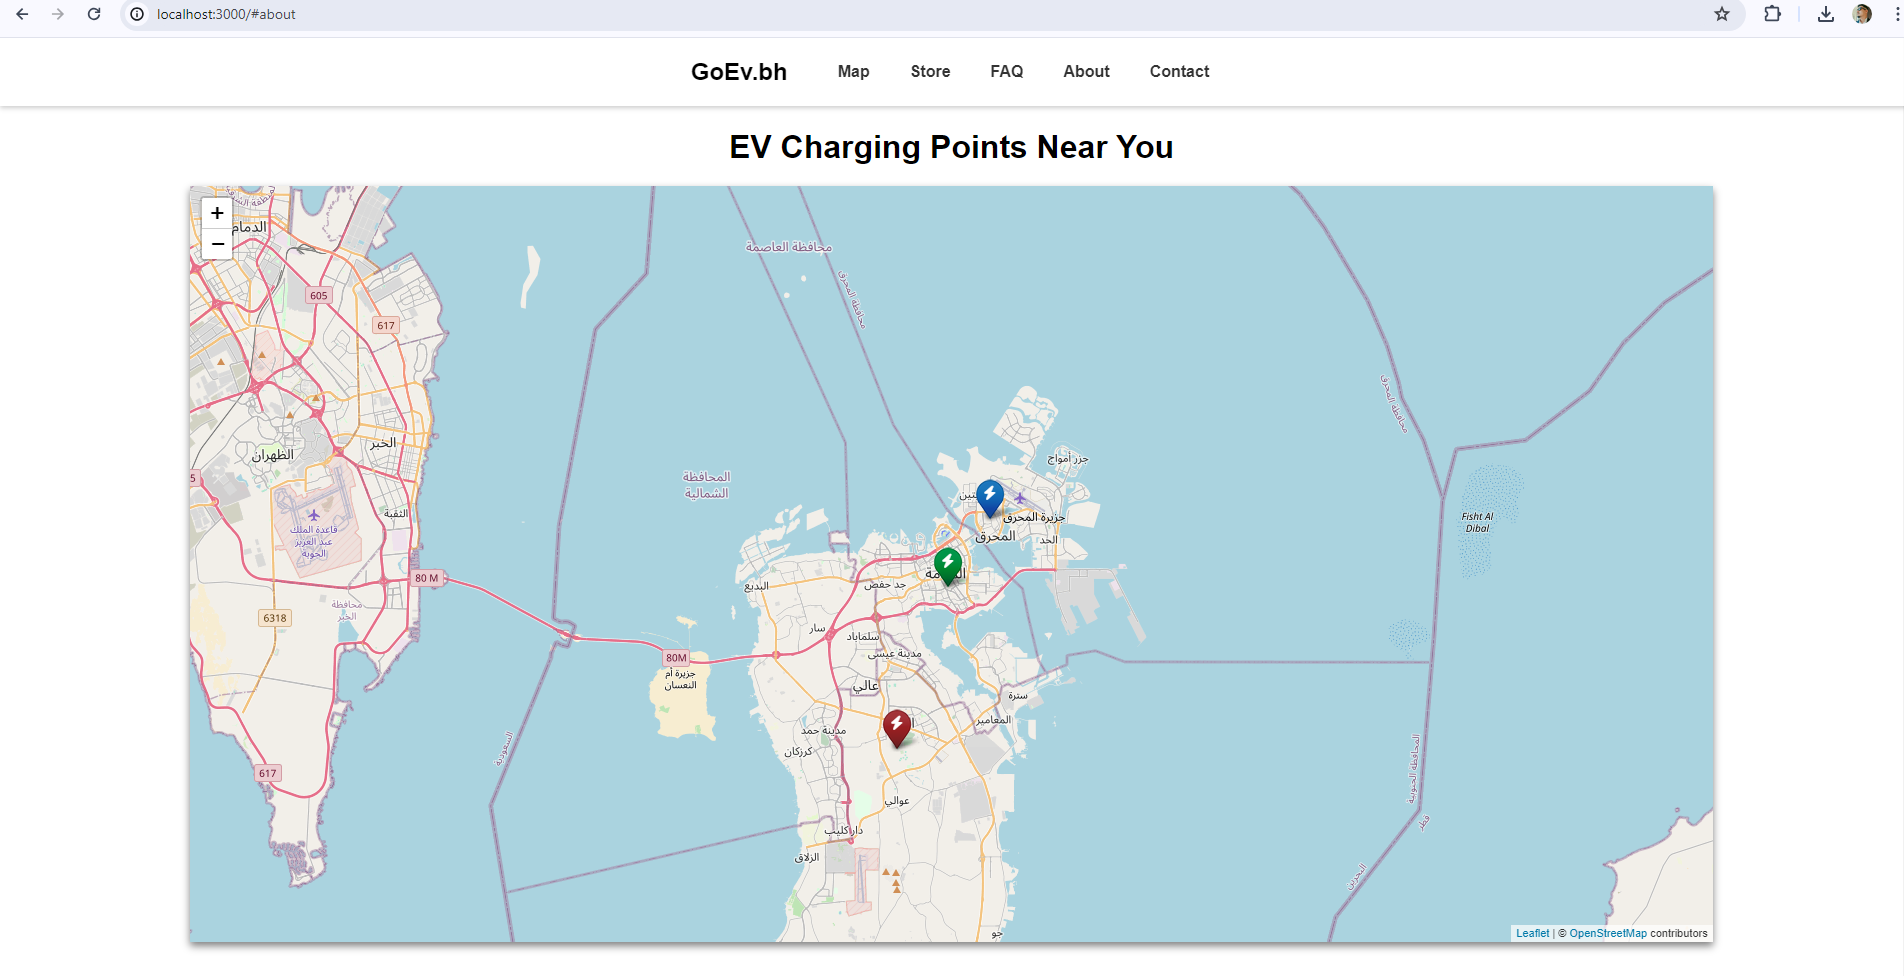 localhost:3000/#about
GoEv.bh
Map
Store
FAQ
About
Contact
EV Charging Points Near You
+
−
الدمام
605
617
محافظة العاصمة
محافظة المحرق
محافظة المحرق
الخبر
الظهران
5
المحافظة
الشمالية
جزر أمواج
الثقبة
قاعدة الملك
عبد العزيز
الجوية
جزيرة المحرق
المحرق
الحد
Fisht Al
Dibal
80 M
البديع
جد حفص
محافظة
الخبر
6318
سار
سلماباد
مدينة عيسى
80M
جزيرة أم
النعسان
عالي
سترة
المعامير
مدينة حمد
كرزكان
السعودية
617
المحافظة الجنوبية
عوالي
دار كليب
قطر
الزلاق
البحرين
جو
Leaflet | © OpenStreetMap contributors